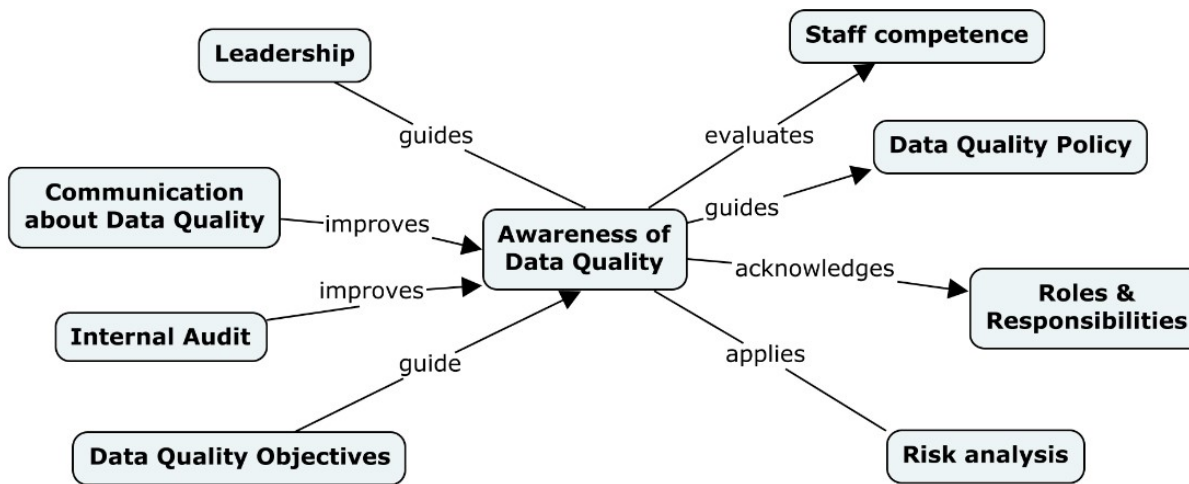 Leadership
Staff competence
guides
evaluates
Data Quality Policy
Communication
about Data Quality
improves
guides
Awareness of
Data Quality
acknowledges
improves
Roles &
Responsibilities
Internal Audit
guide
applies
Data Quality Objectives
Risk analysis